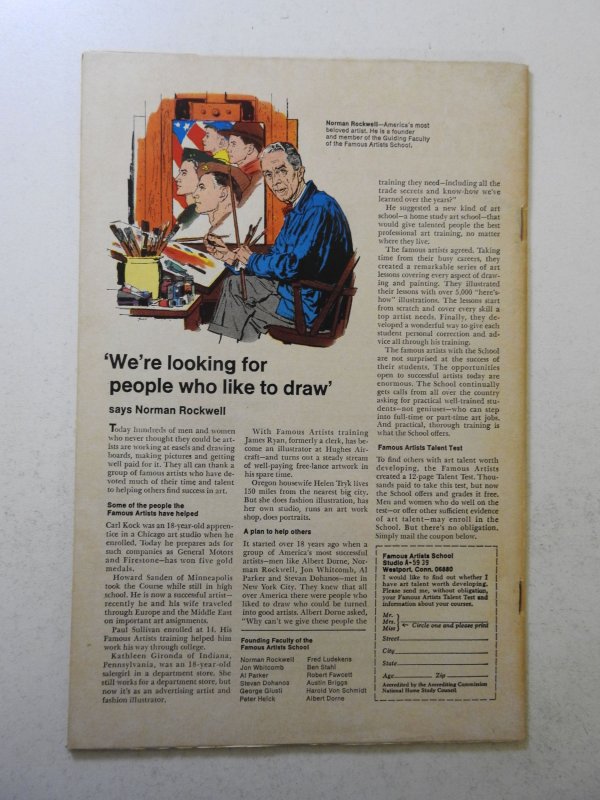 Norman Rockwell—America's most
beloved artist. He is a founder
and member of the Guiding Faculty
of the Famous Artists School.
'We're looking for
people who like to draw'
says Norman Rockwell
Today hundreds of men and women
who never thought they could be art-
ists are working at easels and drawing
boards, making pictures and getting
well paid for it. They all can thank a
group of famous artists who have de-
voted much of their time and talent
to helping others find success in art.
Some of the people the
Famous Artists have helped
Carl Kock was an 18-year-old appren-
tice in a Chicago art studio when he
enrolled. Today he prepares ads for
such companies as General Motors
and Firestone—has won five gold
medals.
Howard Sanden of Minneapolis
took the Course while still in high
school. He is now a successful artist—
recently he and his wife traveled
through Europe and the Middle East
on important art assignments.
Paul Sullivan enrolled at 14. His
Famous Artists training helped him
work his way through college.
Kathleen Gironda of Indiana,
Pennsylvania, was an 18-year-old
salesgirl in a department store. She
still works for a department store, but
now it's as an advertising artist and
fashion illustrator.
With Famous Artists training
James Ryan, formerly a clerk, has be-
come an illustrator at Hughes Air-
craft—and turns out a steady stream
of well-paying free-lance artwork in
his spare time.
Oregon housewife Helen Tryk lives
150 miles from the nearest big city.
But she does fashion illustration, has
her own studio, runs an art work
shop, does portraits.
A plan to help others
It started over 18 years ago when a
group of America's most successful
artists—men like Albert Dorne, Nor-
man Rockwell, Jon Whitcomb, Al
Parker and Stevan Dohanos—met in
New York City. They knew that all
over America there were people who
liked to draw who could be turned
into good artists. Albert Dorne asked,
"Why can't we give these people the
Founding Faculty of the
Famous Artists School
Norman Rockwell
Jon Whitcomb
Al Parker
Stevan Dohanos
George Giusti
Peter Helck
Fred Ludekens
Ben Stahl
Robert Fawcett
Austin Briggs
Harold Von Schmidt
Albert Dorne
training they need—including all the
trade secrets and know-how we've
learned over the years?"
He suggested a new kind of art
school—a home study art school—that
would give talented people the best
professional art training, no matter
where they live.
The famous artists agreed. Taking
time from their busy careers, they
created a remarkable series of art
lessons covering every aspect of draw-
ing and painting. They illustrated
their lessons with over 5,000 "here's-
how" illustrations. The lessons start
from scratch and cover every skill a
top artist needs. Finally, they de-
veloped a wonderful way to give each
student personal correction and ad-
vice all through his training.
The famous artists with the School
are not surprised at the success of
their students. The opportunities
open to successful artists today are
enormous. The School continually
gets calls from all over the country
asking for practical well-trained stu-
dents—not geniuses—who can step
into full-time or part-time art jobs.
And practical, thorough training is
what the School offers.
Famous Artists Talent Test
To find others with art talent worth
developing, the Famous Artists
created a 12-page Talent Test. Thou-
sands paid to take this test, but now
the School offers and grades it free.
Men and women who do well on the
test—or offer other sufficient evidence
of art talent—may enroll in the
School. But there's no obligation.
Simply mail the coupon below.
Famous Artists School
Studio A-5935
Westport, Conn. 06880
I would like to find out whether I
have art talent worth developing.
Please send me, without obligation,
your Famous Artists Talent Test and
information about your courses.
Mr.
Mrs. Circle one and please print
Miss
Street
City
State
Age Zip
Accredited by the Accrediting Commission
National Home Study Council